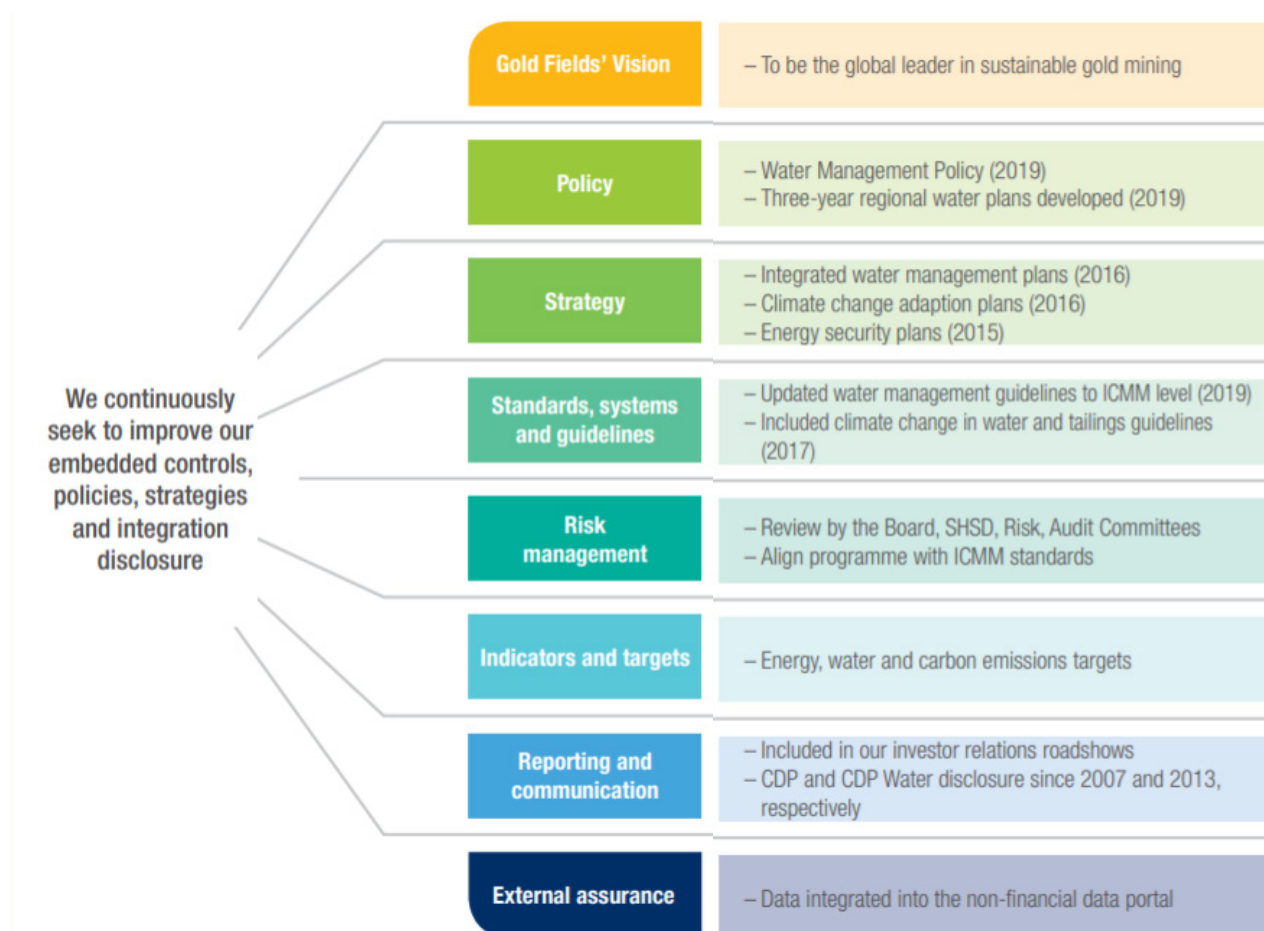 We continuously
seek to improve our
embedded controls,
policies, strategies
and integration
disclosure
Gold Fields’ Vision
– To be the global leader in sustainable gold mining
Policy
– Water Management Policy (2019)
– Three-year regional water plans developed (2019)
Strategy
– Integrated water management plans (2016)
– Climate change adaption plans (2016)
– Energy security plans (2015)
Standards, systems
and guidelines
– Updated water management guidelines to ICMM level (2019)
– Included climate change in water and tailings guidelines
(2017)
Risk
management
– Review by the Board, SHSD, Risk, Audit Committees
– Align programme with ICMM standards
Indicators and targets
– Energy, water and carbon emissions targets
Reporting and
communication
– Included in our investor relations roadshows
– CDP and CDP Water disclosure since 2007 and 2013,
respectively
External assurance
– Data integrated into the non-financial data portal